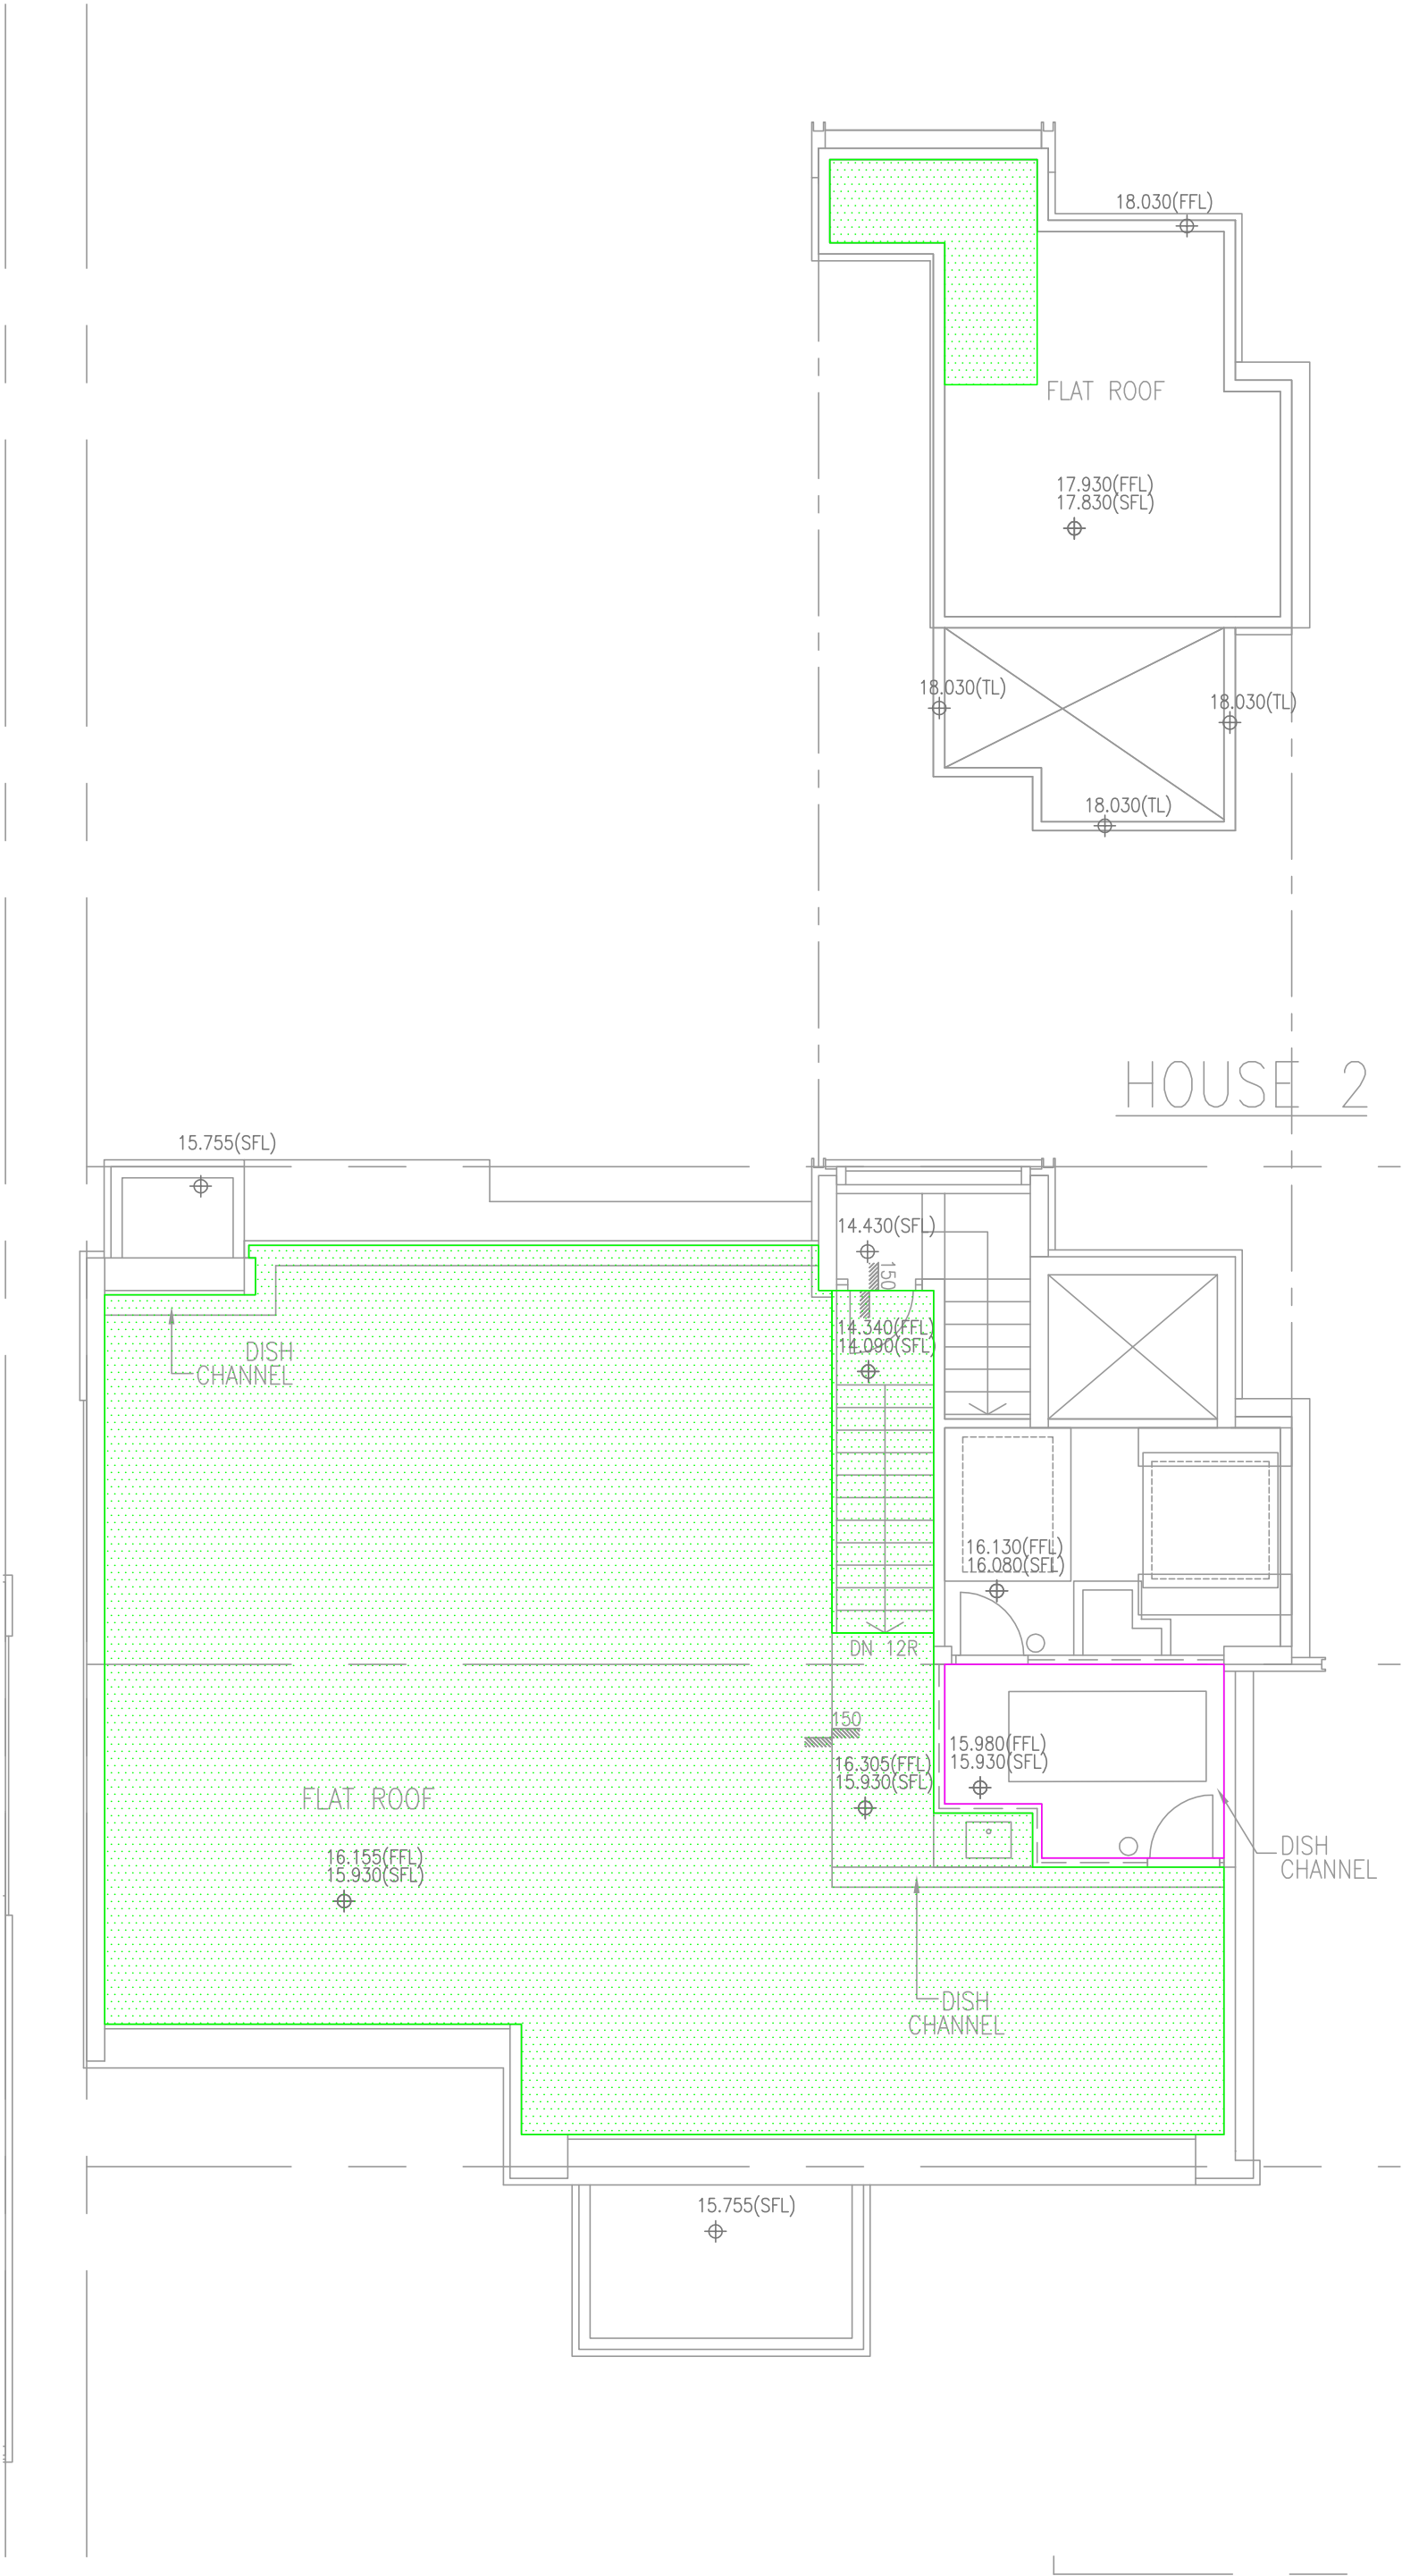 18.030(FFL)
FLAT ROOF
17.930(FFL)
17.830(SFL)
18.030(TL)
18.030(TL)
18.030(TL)
HOUSE 2
15.755(SFL)
14.430(SFL)
150
14.340(FFL)
14.090(SFL)
DISH
CHANNEL
16.130(FFL)
16.080(SFL)
DN 12R
150
15.980(FFL)
15.930(SFL)
16.305(FFL)
15.930(SFL)
FLAT ROOF
DISH
CHANNEL
16.155(FFL)
15.930(SFL)
DISH
CHANNEL
15.755(SFL)